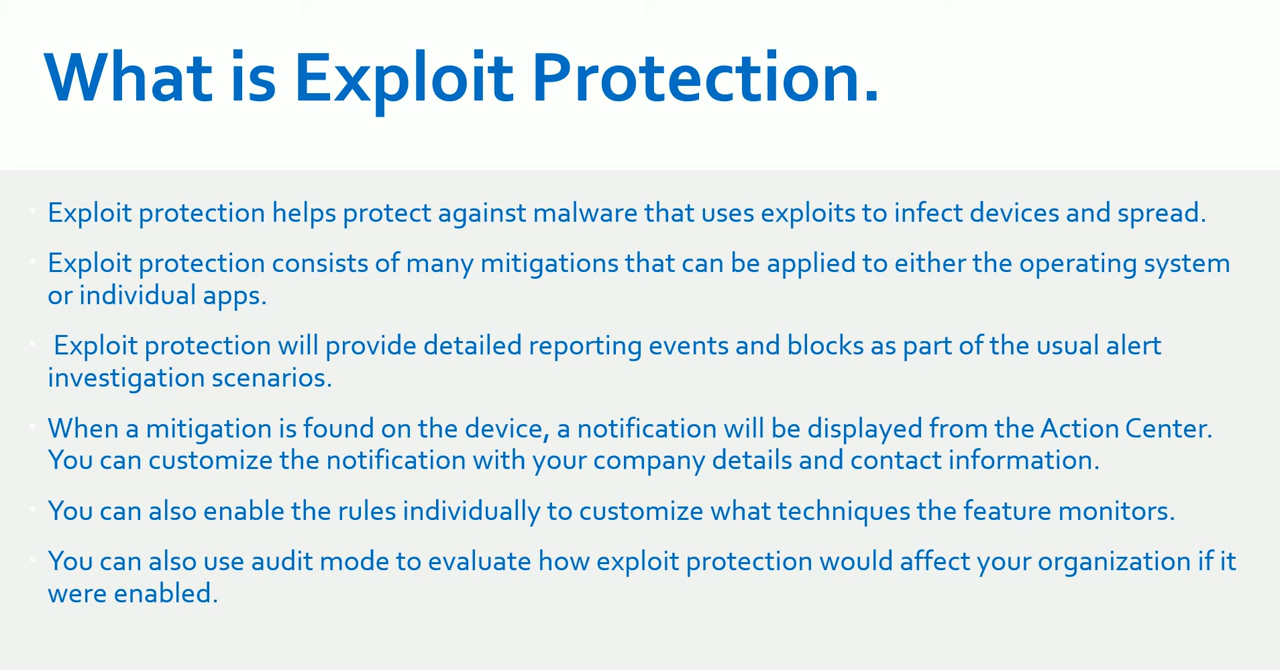 What is Exploit Protection.
Exploit protection helps protect against malware that uses exploits to infect devices and spread.
Exploit protection consists of many mitigations that can be applied to either the operating system
or individual apps.
Exploit protection will provide detailed reporting events and blocks as part of the usual alert
investigation scenarios.
When a mitigation is found on the device, a notification will be displayed from the Action Center.
You can customize the notification with your company details and contact information.
You can also enable the rules individually to customize what techniques the feature monitors.
You can also use audit mode to evaluate how exploit protection would affect your organization if it
were enabled.